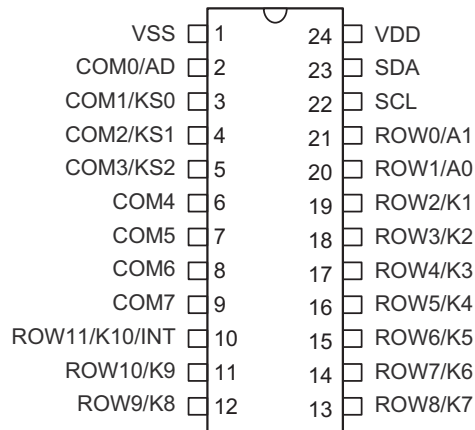 VSS 1 24 VDD
COM0/AD 2 23 SDA
COM1/KS0 3 22 SCL
COM2/KS1 4 21 ROW0/A1
COM3/KS2 5 20 ROW1/A0
COM4 6 19 ROW2/K1
COM5 7 18 ROW3/K2
COM6 8 17 ROW4/K3
COM7 9 16 ROW5/K4
ROW11/K10/INT 10 15 ROW6/K5
ROW10/K9 11 14 ROW7/K6
ROW9/K8 12 13 ROW8/K7